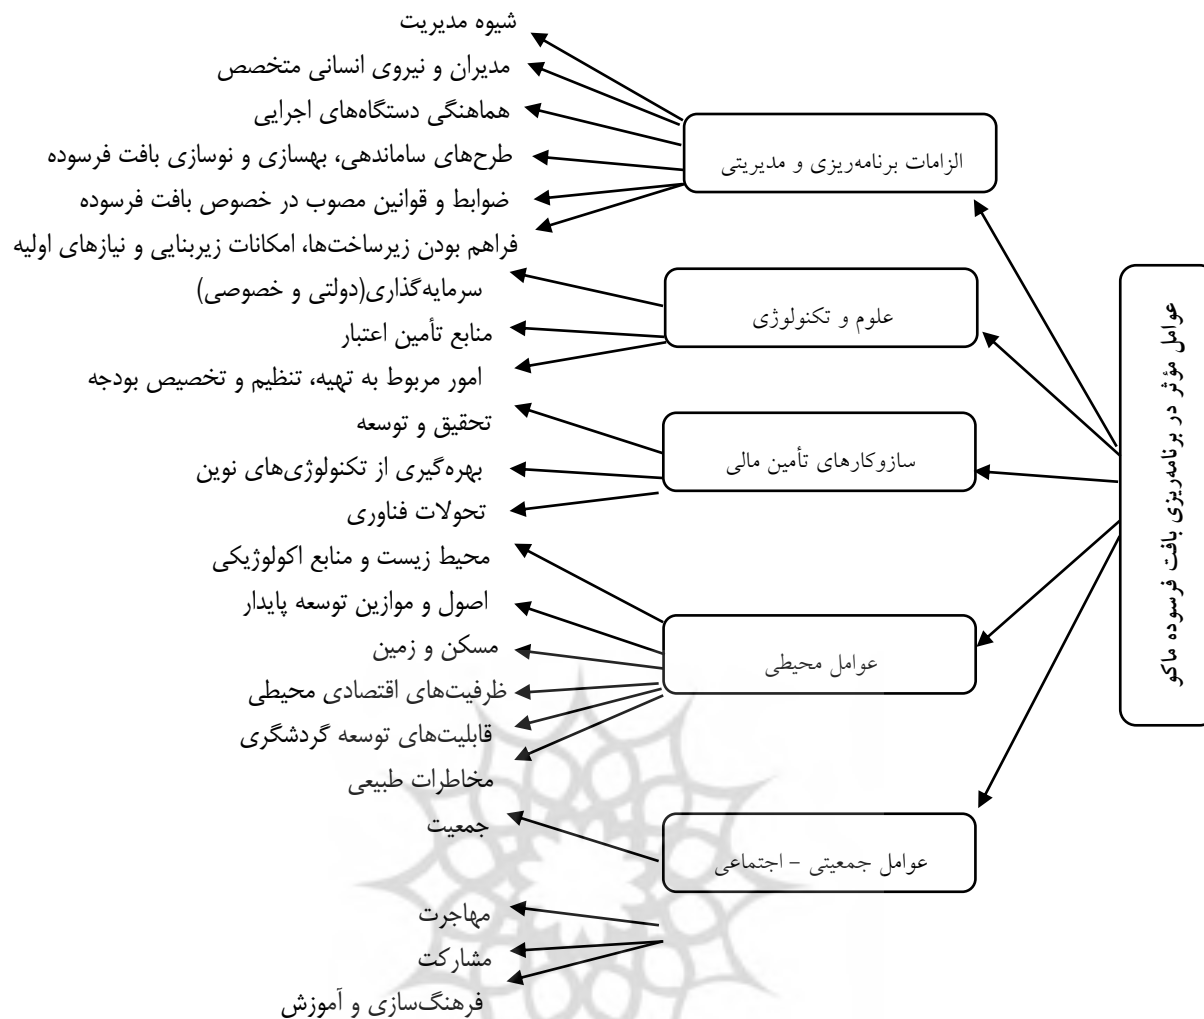 عوامل مؤثر در برنامه‌ریزی بافت فرسوده ماکو
الزامات برنامه‌ریزی و مدیریتی
شیوه مدیریت
مدیران و نیروی انسانی متخصص
هماهنگی دستگاه‌های اجرایی
طرح‌های ساماندهی، بهسازی و نوسازی بافت فرسوده
ضوابط و قوانین مصوب در خصوص بافت فرسوده
فراهم بودن زیرساخت‌ها، امکانات زیربنایی و نیازهای اولیه
علوم و تکنولوژی
سرمایه‌گذاری(دولتی و خصوصی)
منابع تأمین اعتبار
امور مربوط به تهیه، تنظیم و تخصیص بودجه
سازوکارهای تأمین مالی
تحقیق و توسعه
بهره‌گیری از تکنولوژی‌های نوین
تحولات فناوری
عوامل محیطی
محیط زیست و منابع اکولوژیکی
اصول و موازین توسعه پایدار
مسکن و زمین
ظرفیت‌های اقتصادی محیطی
قابلیت‌های توسعه گردشگری
مخاطرات طبیعی
عوامل جمعیتی - اجتماعی
جمعیت
مهاجرت
مشارکت
فرهنگ‌سازی و آموزش